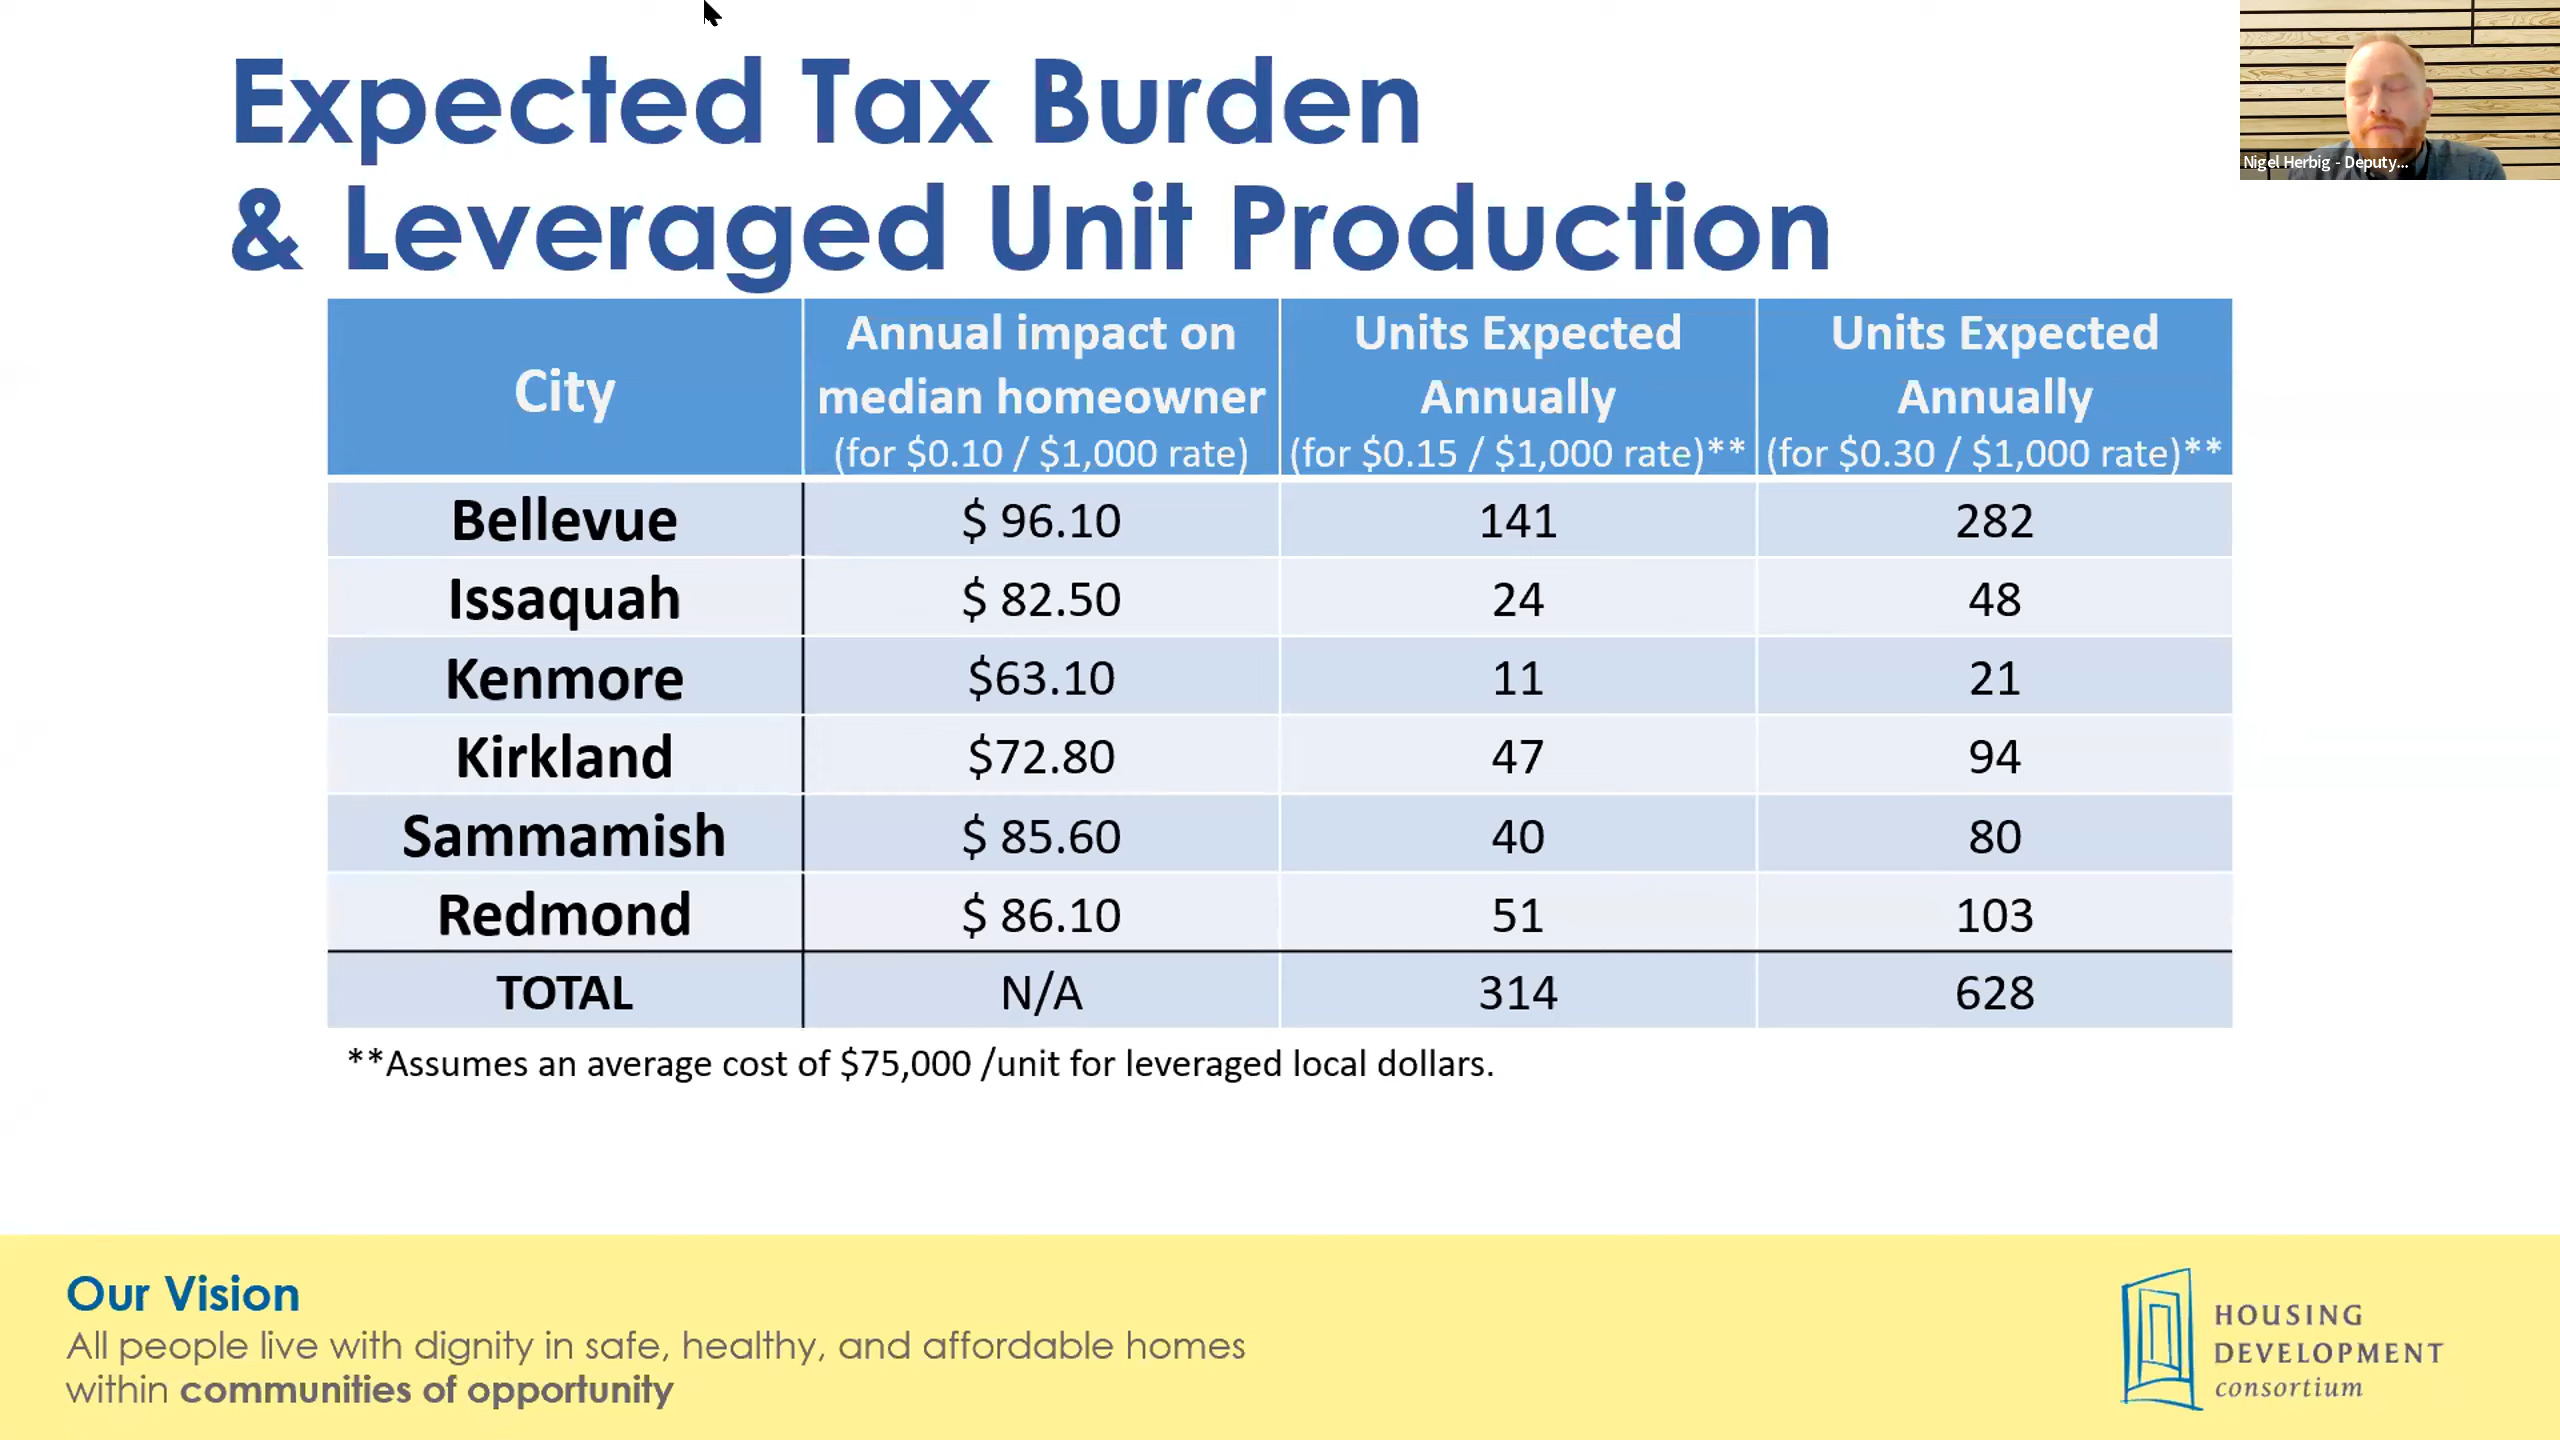 Expected Tax Burden
& Leveraged Unit Production
Nigel Herbig - Deputy...
City
Annual impact on
median homeowner
(for $0.10 / $1,000 rate)
Units Expected
Annually
(for $0.15 / $1,000 rate)**
Units Expected
Annually
(for $0.30 / $1,000 rate)**
Bellevue $ 96.10 141 282
Issaquah $ 82.50 24 48
Kenmore $63.10 11 21
Kirkland $72.80 47 94
Sammamish $ 85.60 40 80
Redmond $ 86.10 51 103
TOTAL N/A 314 628
**Assumes an average cost of $75,000 /unit for leveraged local dollars.
Our Vision
All people live with dignity in safe, healthy, and affordable homes
within communities of opportunity
HOUSING
DEVELOPMENT
consortium